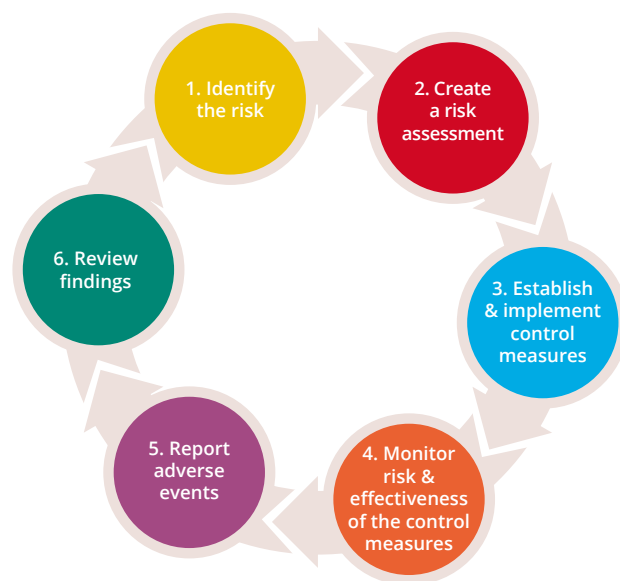 1. Identify
the risk
2. Create
a risk
assessment
3. Establish
& implement
control
measures
4. Monitor
risk &
effectiveness
of the control
measures
5. Report
adverse
events
6. Review
findings